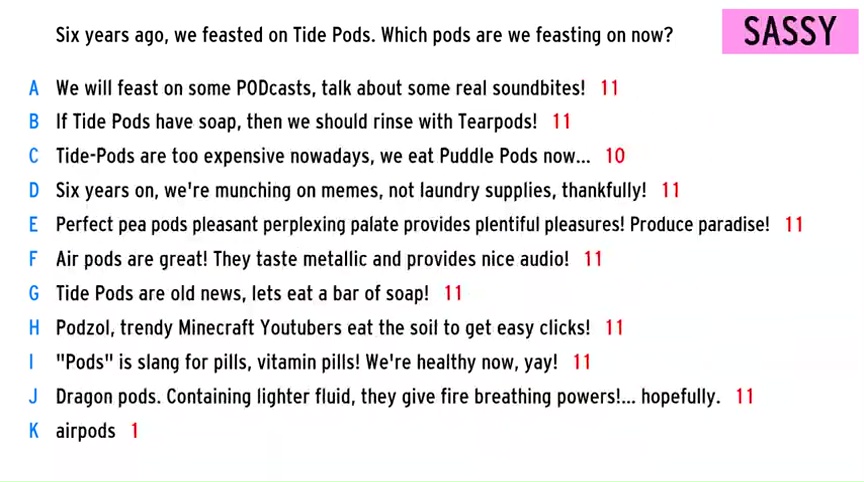 Six years ago, we feasted on Tide Pods. Which pods are we feasting on now?
SASSY
A We will feast on some PODcasts, talk about some real soundbites! 11
B If Tide Pods have soap, then we should rinse with Tearpods! 11
C Tide-Pods are too expensive nowadays, we eat Puddle Pods now... 10
D Six years on, we're munching on memes, not laundry supplies, thankfully! 11
E Perfect pea pods pleasant perplexing palate provides plentiful pleasures! Produce paradise! 11
F Air pods are great! They taste metallic and provides nice audio! 11
G Tide Pods are old news, lets eat a bar of soap! 11
H Podzol, trendy Minecraft Youtubers eat the soil to get easy clicks! 11
I "Pods" is slang for pills, vitamin pills! We're healthy now, yay! 11
J Dragon pods. Containing lighter fluid, they give fire breathing powers!... hopefully. 11
K airpods 1